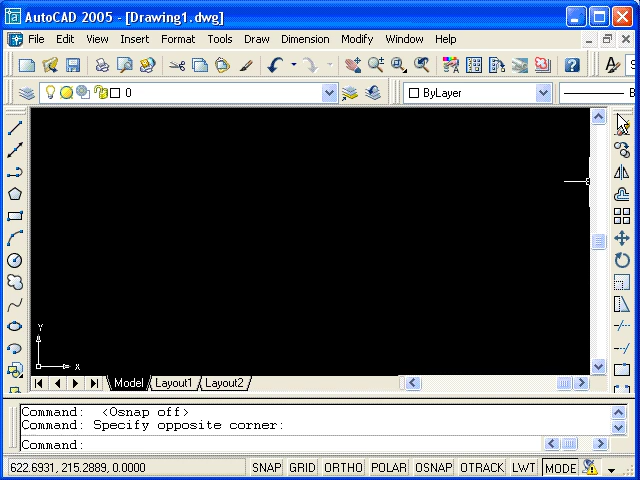 AutoCAD 2005 - [Drawing1.dwg]
File Edit View Insert Format Tools Draw Dimension Modify Window Help
0 ByLayer
Y
X
Model Layout1 Layout2
Command: <Osnap off>
Command: Specify opposite corner:
Command:
622.6931, 215.2889, 0.0000 SNAP GRID ORTHO POLAR OSNAP OTRACK LWT MODE